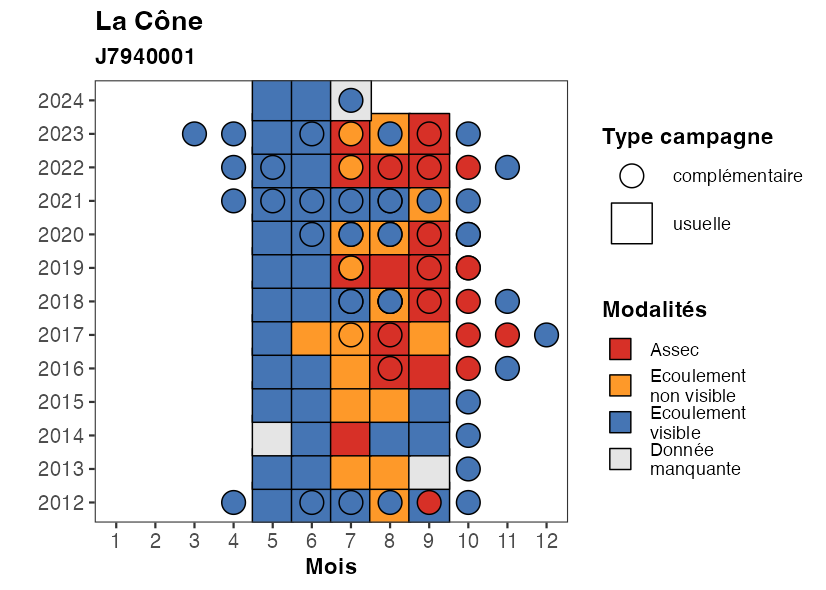 La Cône
J7940001
2024
2023
2022
2021
2020
2019
2018
2017
2016
2015
2014
2013
2012
1 2 3 4 5 6 7 8 9 10 11 12
Mois
Type campagne
complémentaire
usuelle
Modalités
Assec
Ecoulement
non visible
Ecoulement
visible
Donnée
manquante